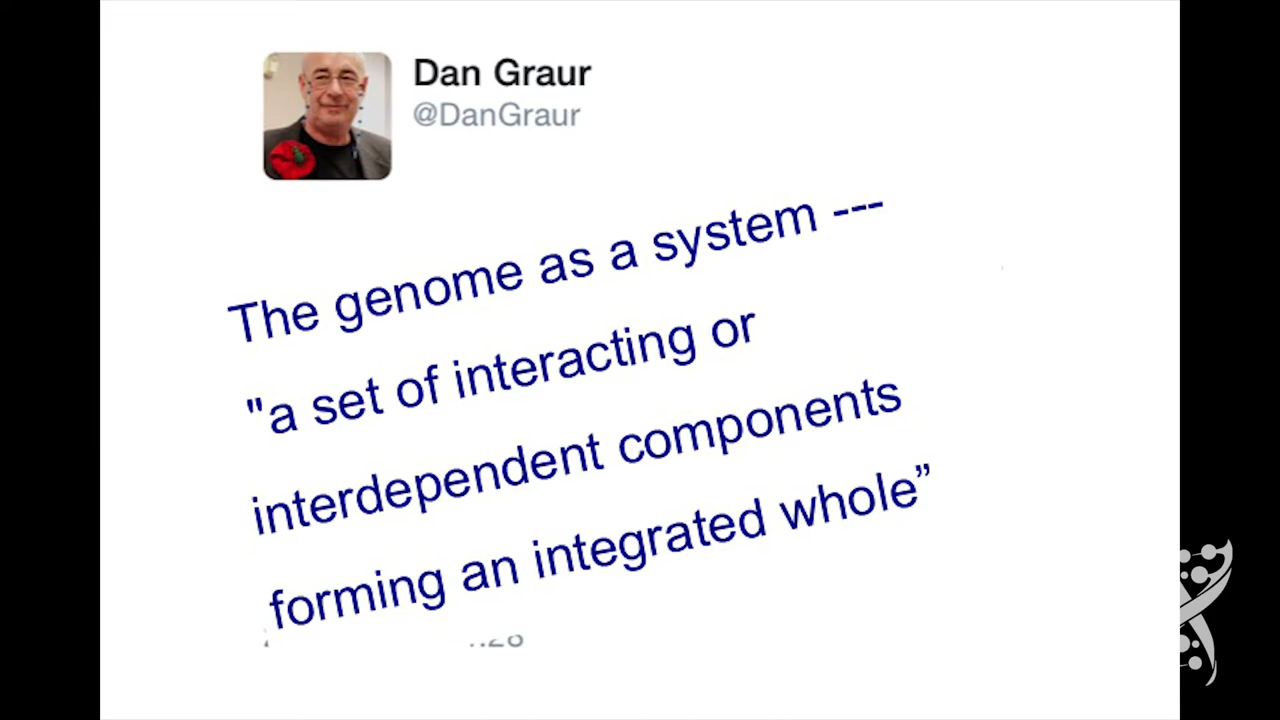 Dan Graur
@DanGraur
The genome as a system ---
"a set of interacting or
interdependent components
forming an integrated whole”